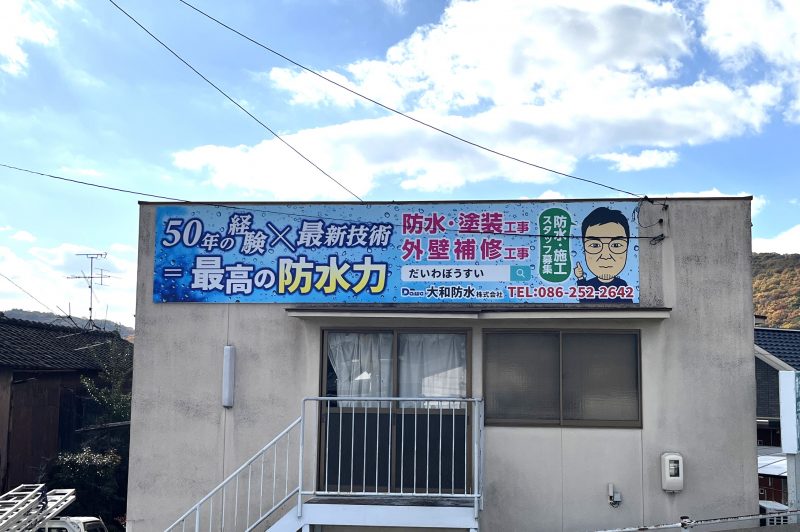 50年の経験×最新技術
=最高の防水力
防水・塗装工事
外壁補修工事
だいわぼうすい
Daiwa 大和防水株式会社 TEL:086-252-2642
防水・施工
スタッフ募集